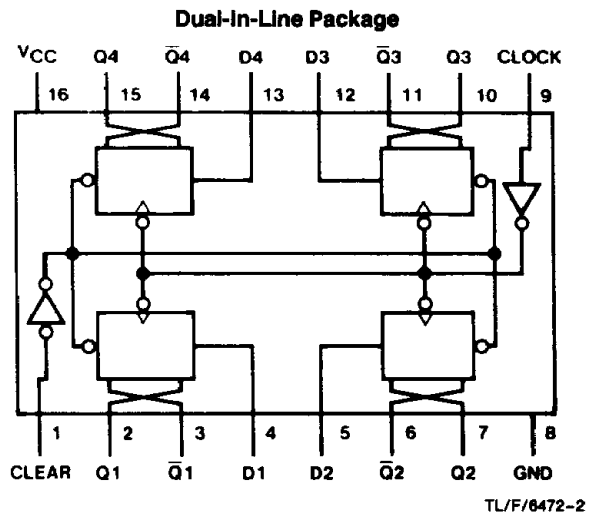 Dual-In-Line Package
VCC Q4 Q̅4 D4 D3 Q̅3 Q3 CLOCK
16 15 14 13 12 11 10 9
1 2 3 4 5 6 7 8
CLEAR Q1 Q̅1 D1 D2 Q̅2 Q2 GND
TL/F/6472-2